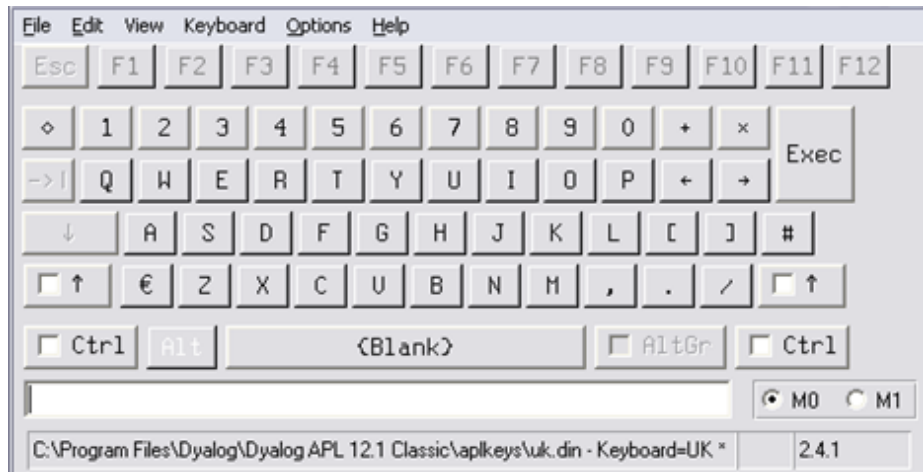 File Edit View Keyboard Options Help
Esc F1 F2 F3 F4 F5 F6 F7 F8 F9 F10 F11 F12
◇ 1 2 3 4 5 6 7 8 9 0 + × Exec
->| Q W E R T Y U I O P ← →
↓ A S D F G H J K L [ ] #
↑ € Z X C V B N M , . / ↑
Ctrl Alt {Blank} AltGr Ctrl
M0 M1
C:\Program Files\Dyalog\Dyalog APL 12.1 Classic\aplkeys\uk.din - Keyboard=UK * 2.4.1